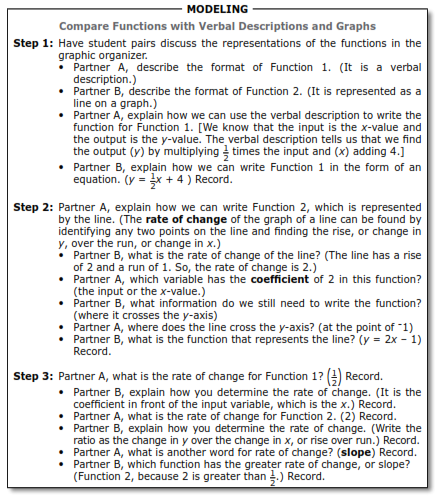 MODELING
Compare Functions with Verbal Descriptions and Graphs
Step 1: Have student pairs discuss the representations of the functions in the
graphic organizer.
• Partner A, describe the format of Function 1. (It is a verbal
description.)
• Partner B, describe the format of Function 2. (It is represented as a
line on a graph.)
• Partner A, explain how we can use the verbal description to write the
function for Function 1. [We know that the input is the x-value and
the output is the y-value. The verbal description tells us that we find
the output (y) by multiplying 1/2 times the input and (x) adding 4.]
• Partner B, explain how we can write Function 1 in the form of an
equation. (y = 1/2x + 4 ) Record.
Step 2: Partner A, explain how we can write Function 2, which is represented
by the line. (The rate of change of the graph of a line can be found by
identifying any two points on the line and finding the rise, or change in
y, over the run, or change in x.)
• Partner B, what is the rate of change of the line? (The line has a rise
of 2 and a run of 1. So, the rate of change is 2.)
• Partner A, which variable has the coefficient of 2 in this function?
(the input or the x-value.)
• Partner B, what information do we still need to write the function?
(where it crosses the y-axis)
• Partner A, where does the line cross the y-axis? (at the point of ⁻1)
• Partner B, what is the function that represents the line? (y = 2x − 1)
Record.
Step 3: Partner A, what is the rate of change for Function 1? (1/2) Record.
• Partner B, explain how you determine the rate of change. (It is the
coefficient in front of the input variable, which is the x.) Record.
• Partner A, what is the rate of change for Function 2. (2) Record.
• Partner B, explain how you determine the rate of change. (Write the
ratio as the change in y over the change in x, or rise over run.) Record.
• Partner A, what is another word for rate of change? (slope) Record.
• Partner B, which function has the greater rate of change, or slope?
(Function 2, because 2 is greater than 1/2.) Record.